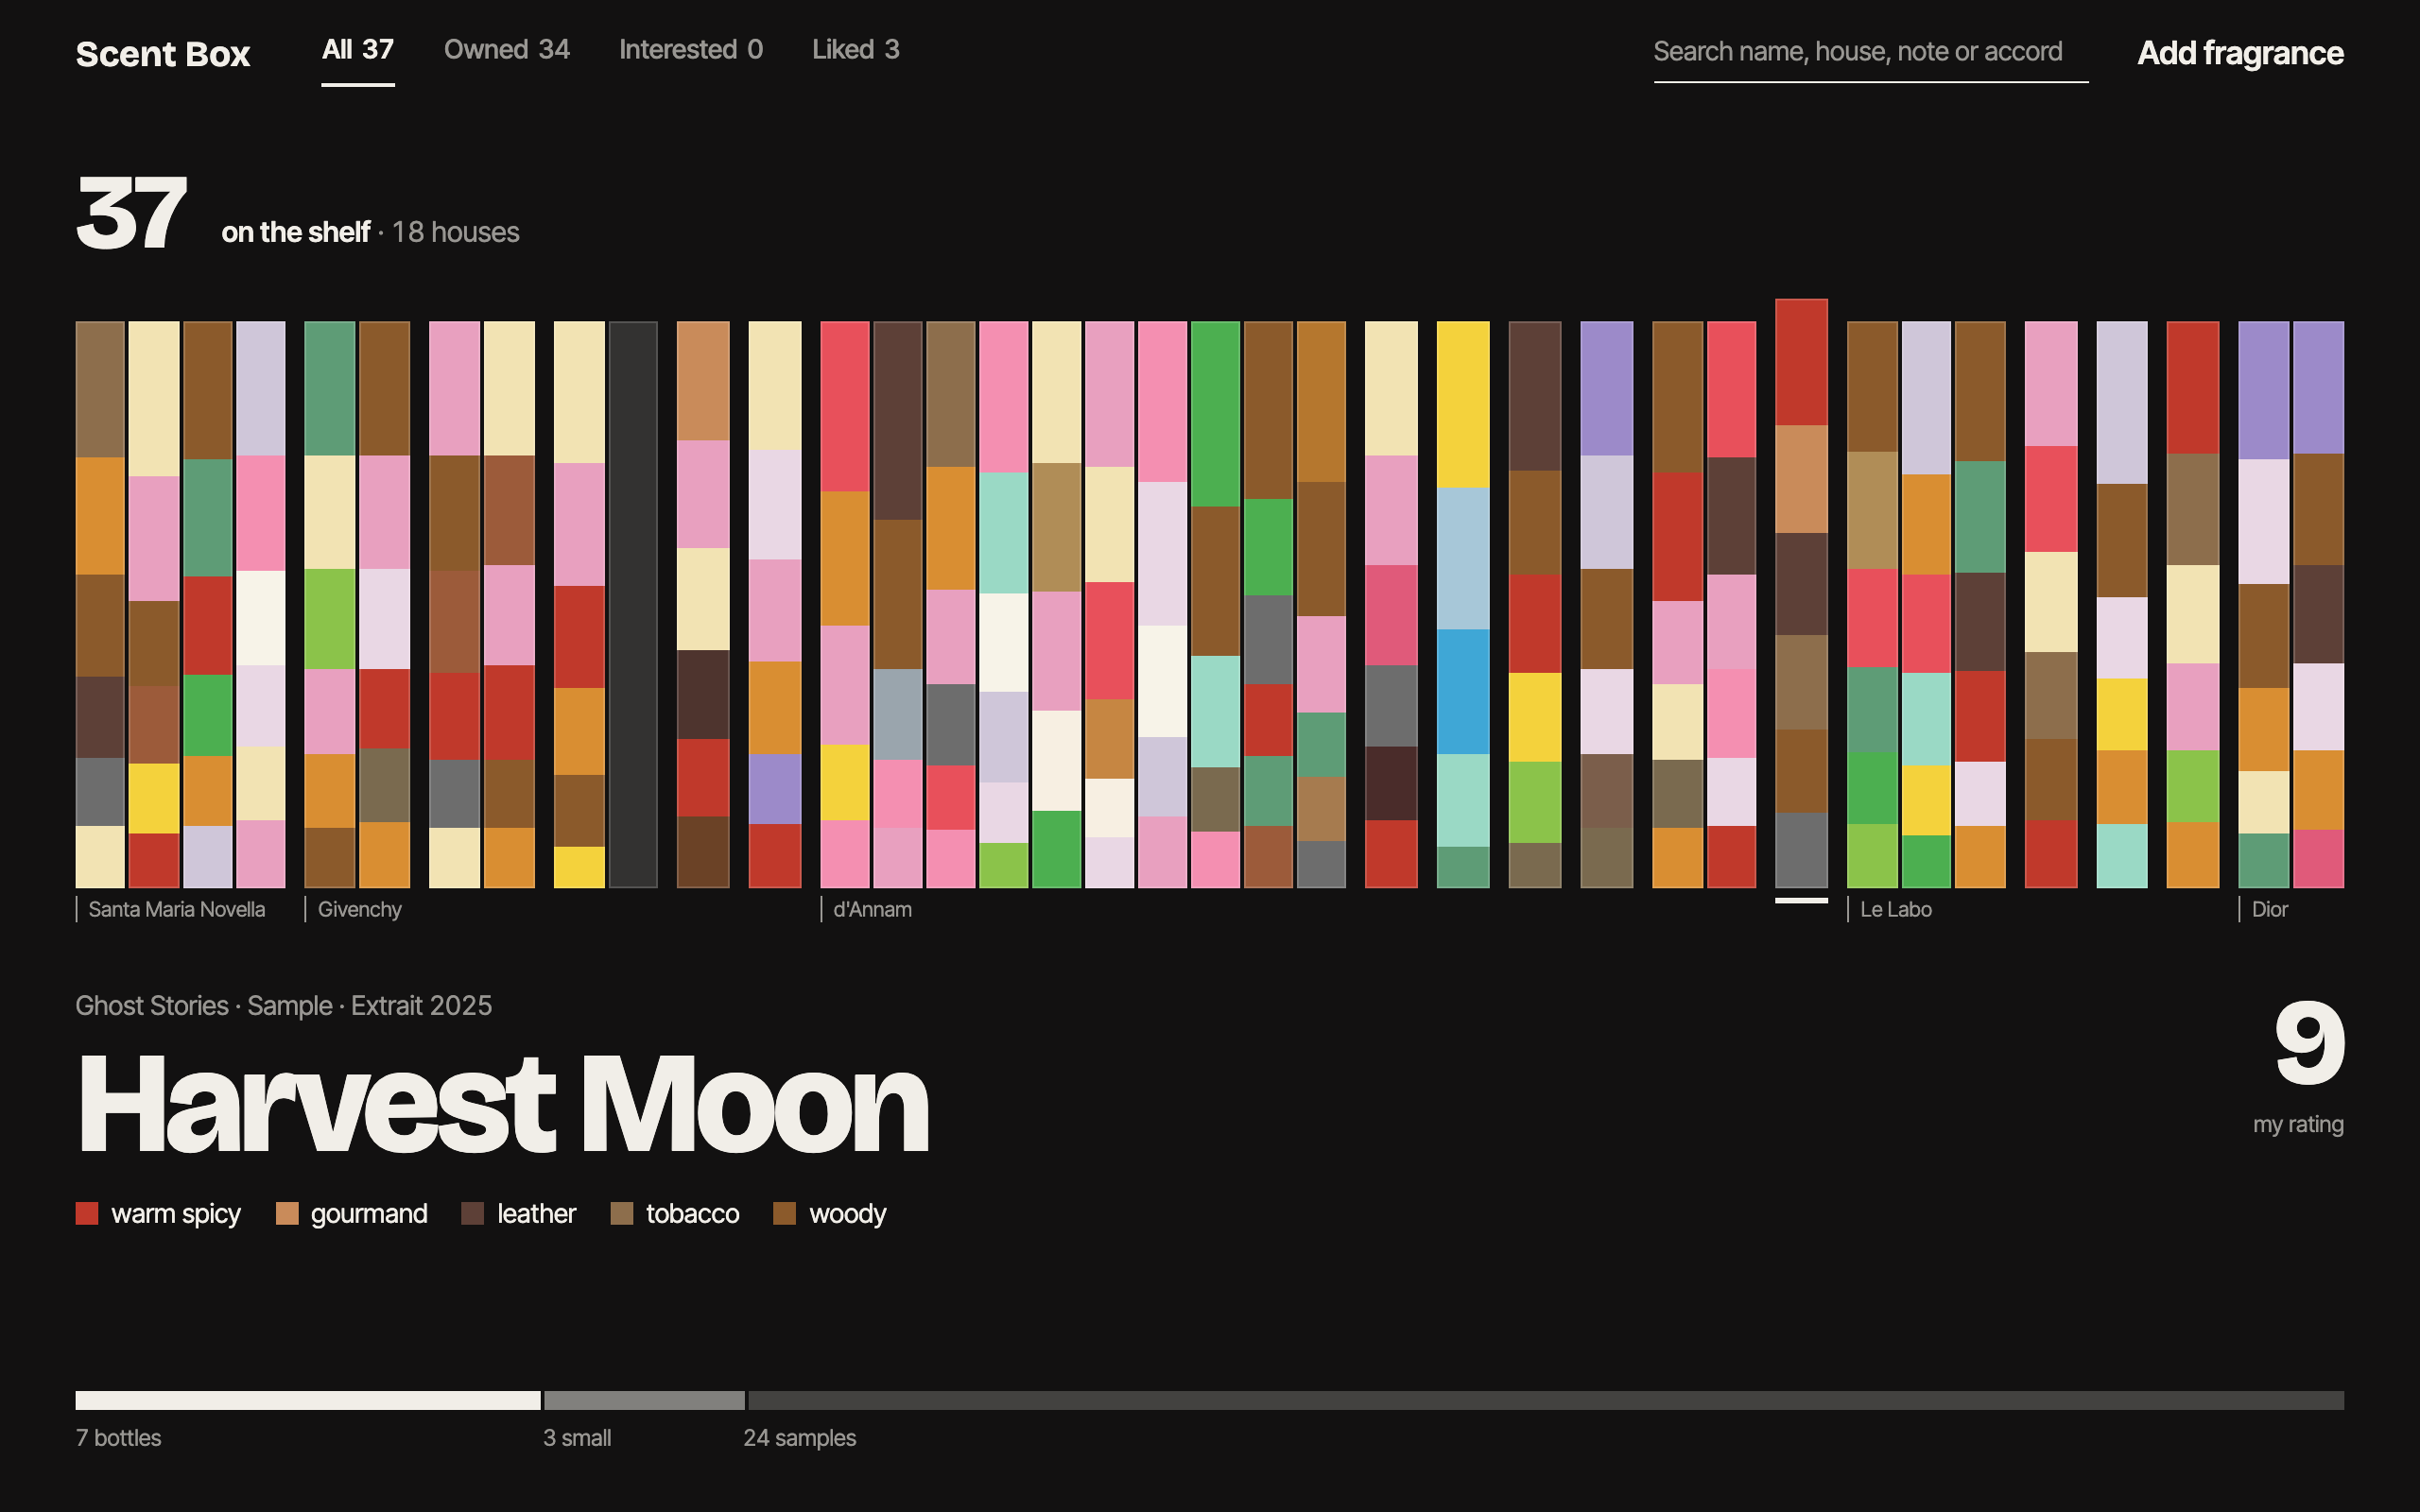 Scent Box
All 37
Owned 34
Interested 0
Liked 3
Search name, house, note or accord
Add fragrance
37 on the shelf · 18 houses
Santa Maria Novella
Givenchy
d'Annam
Le Labo
Dior
Ghost Stories · Sample · Extrait 2025
Harvest Moon
9
my rating
warm spicy
gourmand
leather
tobacco
woody
7 bottles
3 small
24 samples